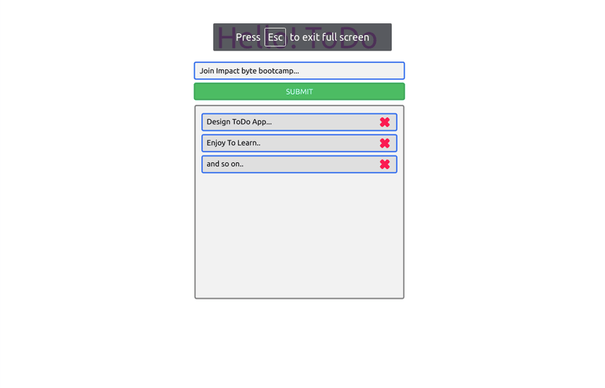 Hello! ToDo
Press Esc to exit full screen
Join Impact byte bootcamp...
SUBMIT
Design ToDo App...
Enjoy To Learn..
and so on..